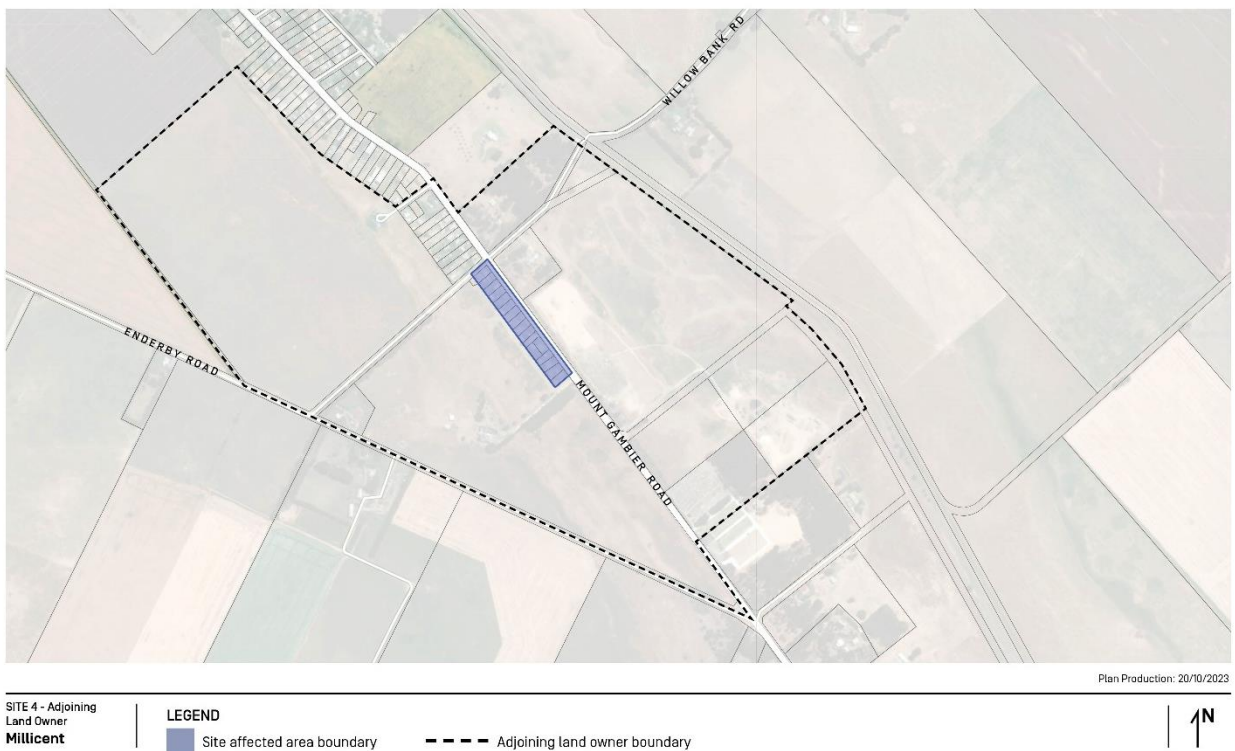 WILLOW BANK RD
ENDERBY ROAD
MOUNT GAMBIER ROAD
Plan Production: 20/10/2023
SITE 4 - Adjoining
Land Owner
Millicent
LEGEND
Site affected area boundary
Adjoining land owner boundary
N